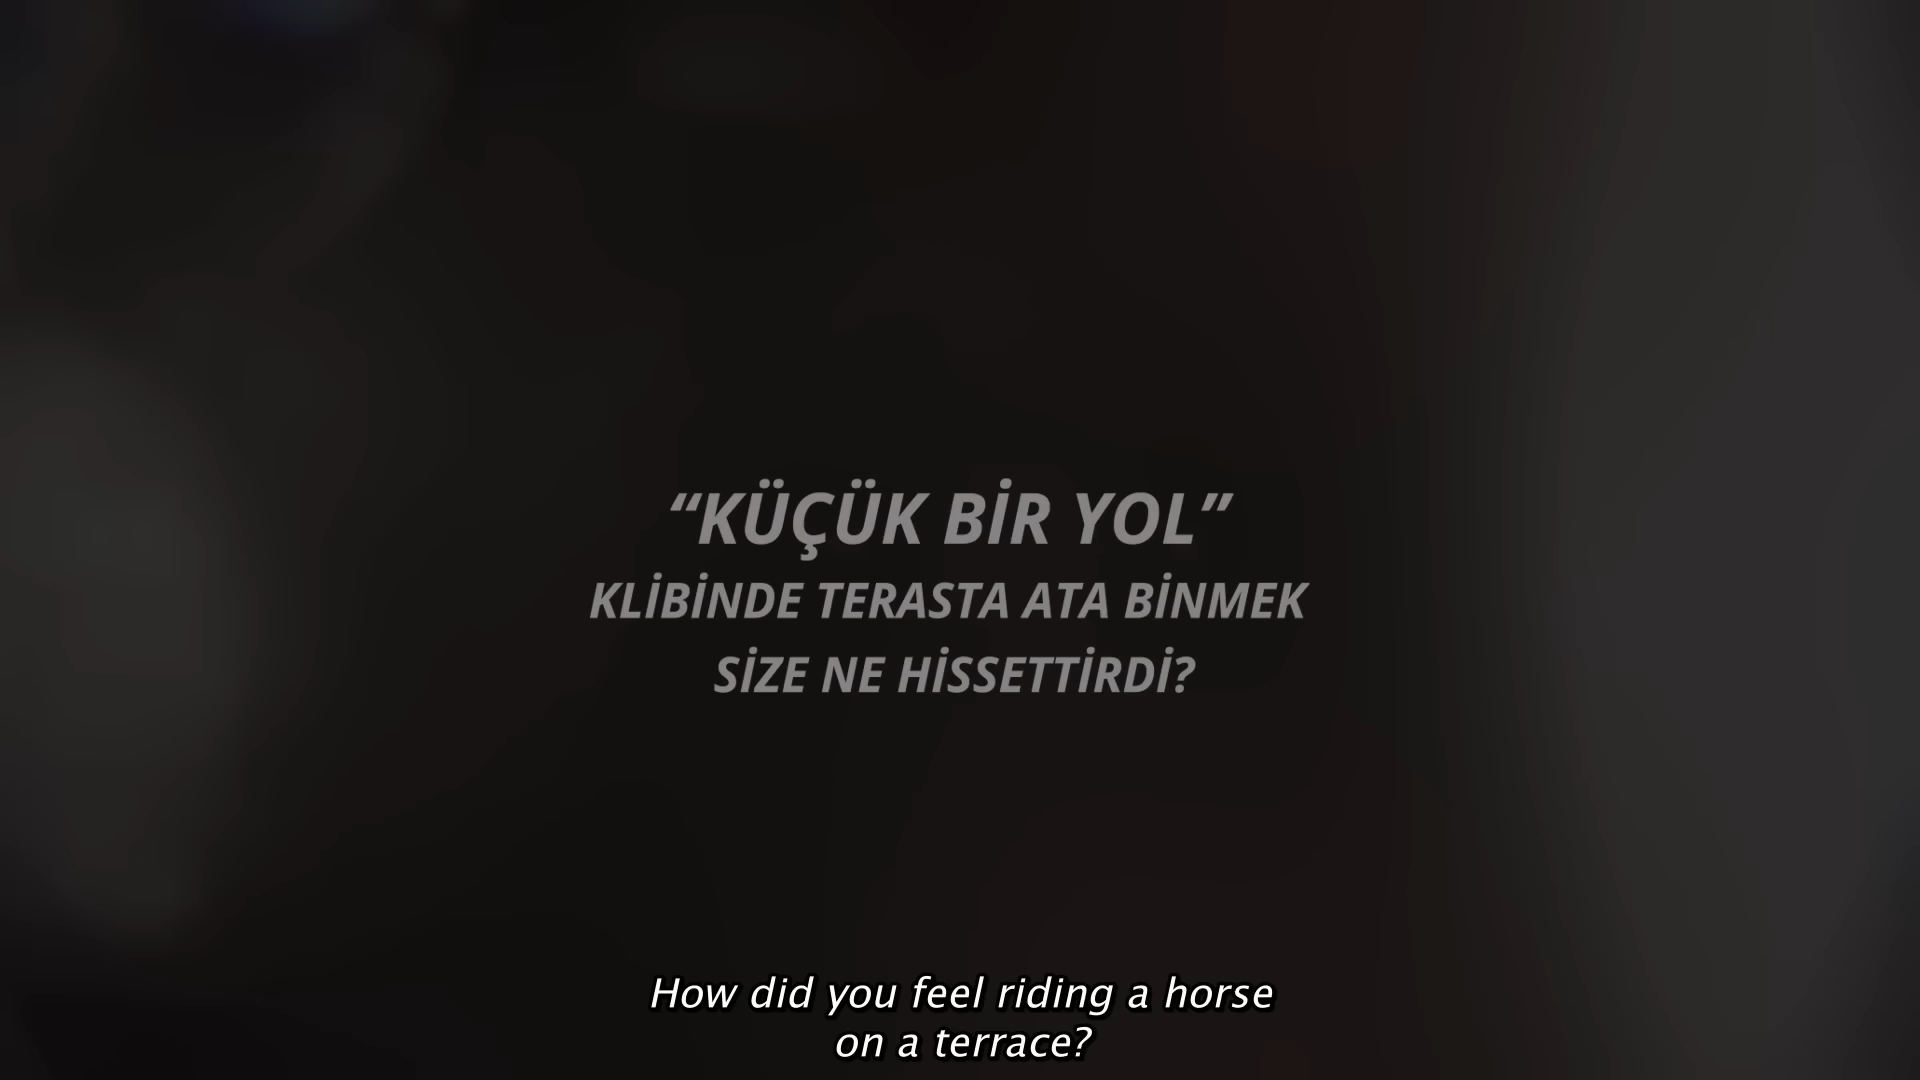 “KÜÇÜK BİR YOL”
KLİBİNDE TERASTA ATA BİNMEK
SİZE NE HİSSETTİRDİ?
How did you feel riding a horse
on a terrace?